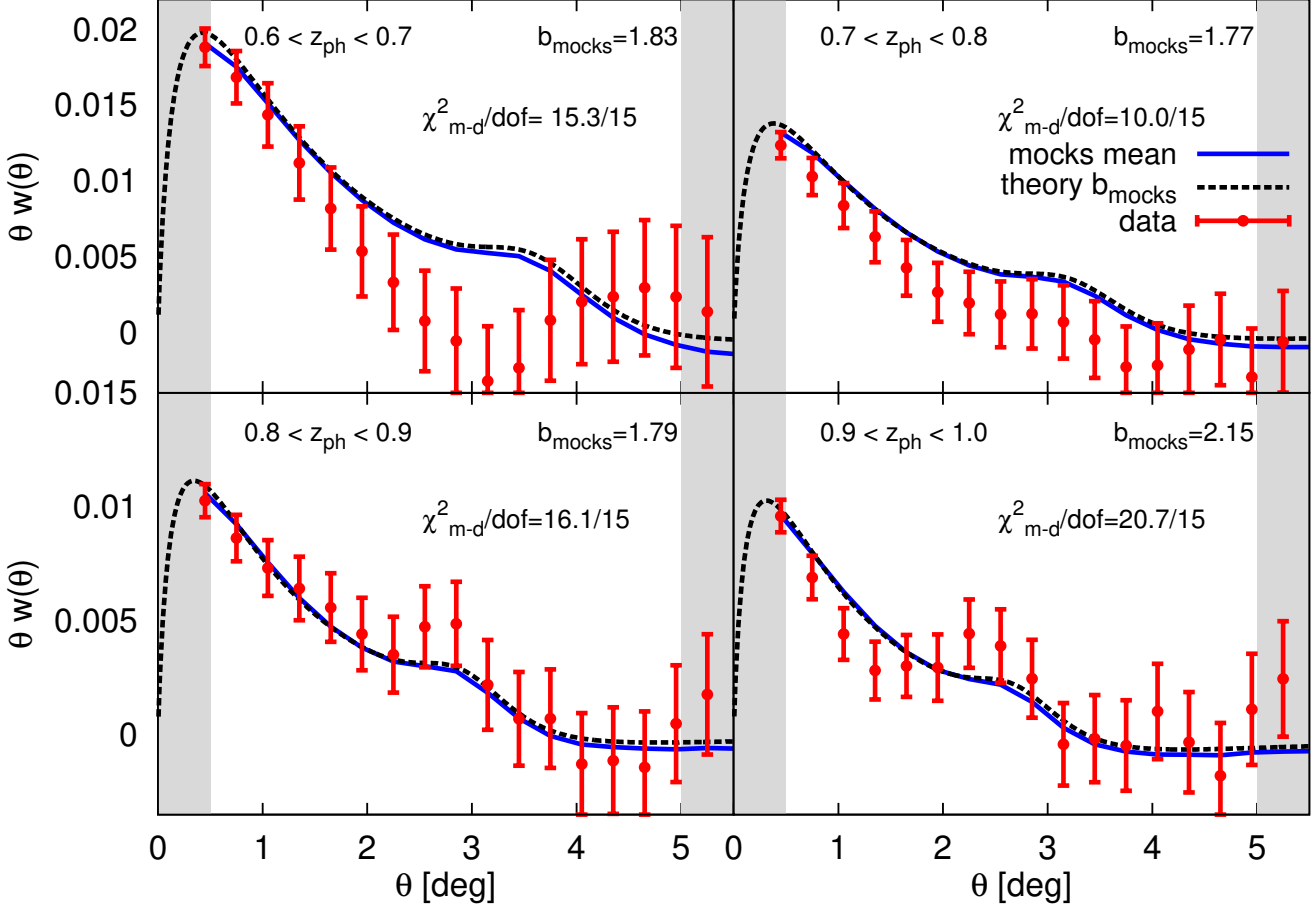 0.02
0.015
0.01
0.005
0
θ w(θ)
0.6 < z_ph < 0.7
b_mocks=1.83
χ²_m-d/dof= 15.3/15
0.7 < z_ph < 0.8
b_mocks=1.77
χ²_m-d/dof=10.0/15
mocks mean
theory b_mocks
data
0.015
0.01
0.005
0
θ w(θ)
0.8 < z_ph < 0.9
b_mocks=1.79
χ²_m-d/dof=16.1/15
0.9 < z_ph < 1.0
b_mocks=2.15
χ²_m-d/dof=20.7/15
0 1 2 3 4 5
0 1 2 3 4 5
θ [deg]
θ [deg]